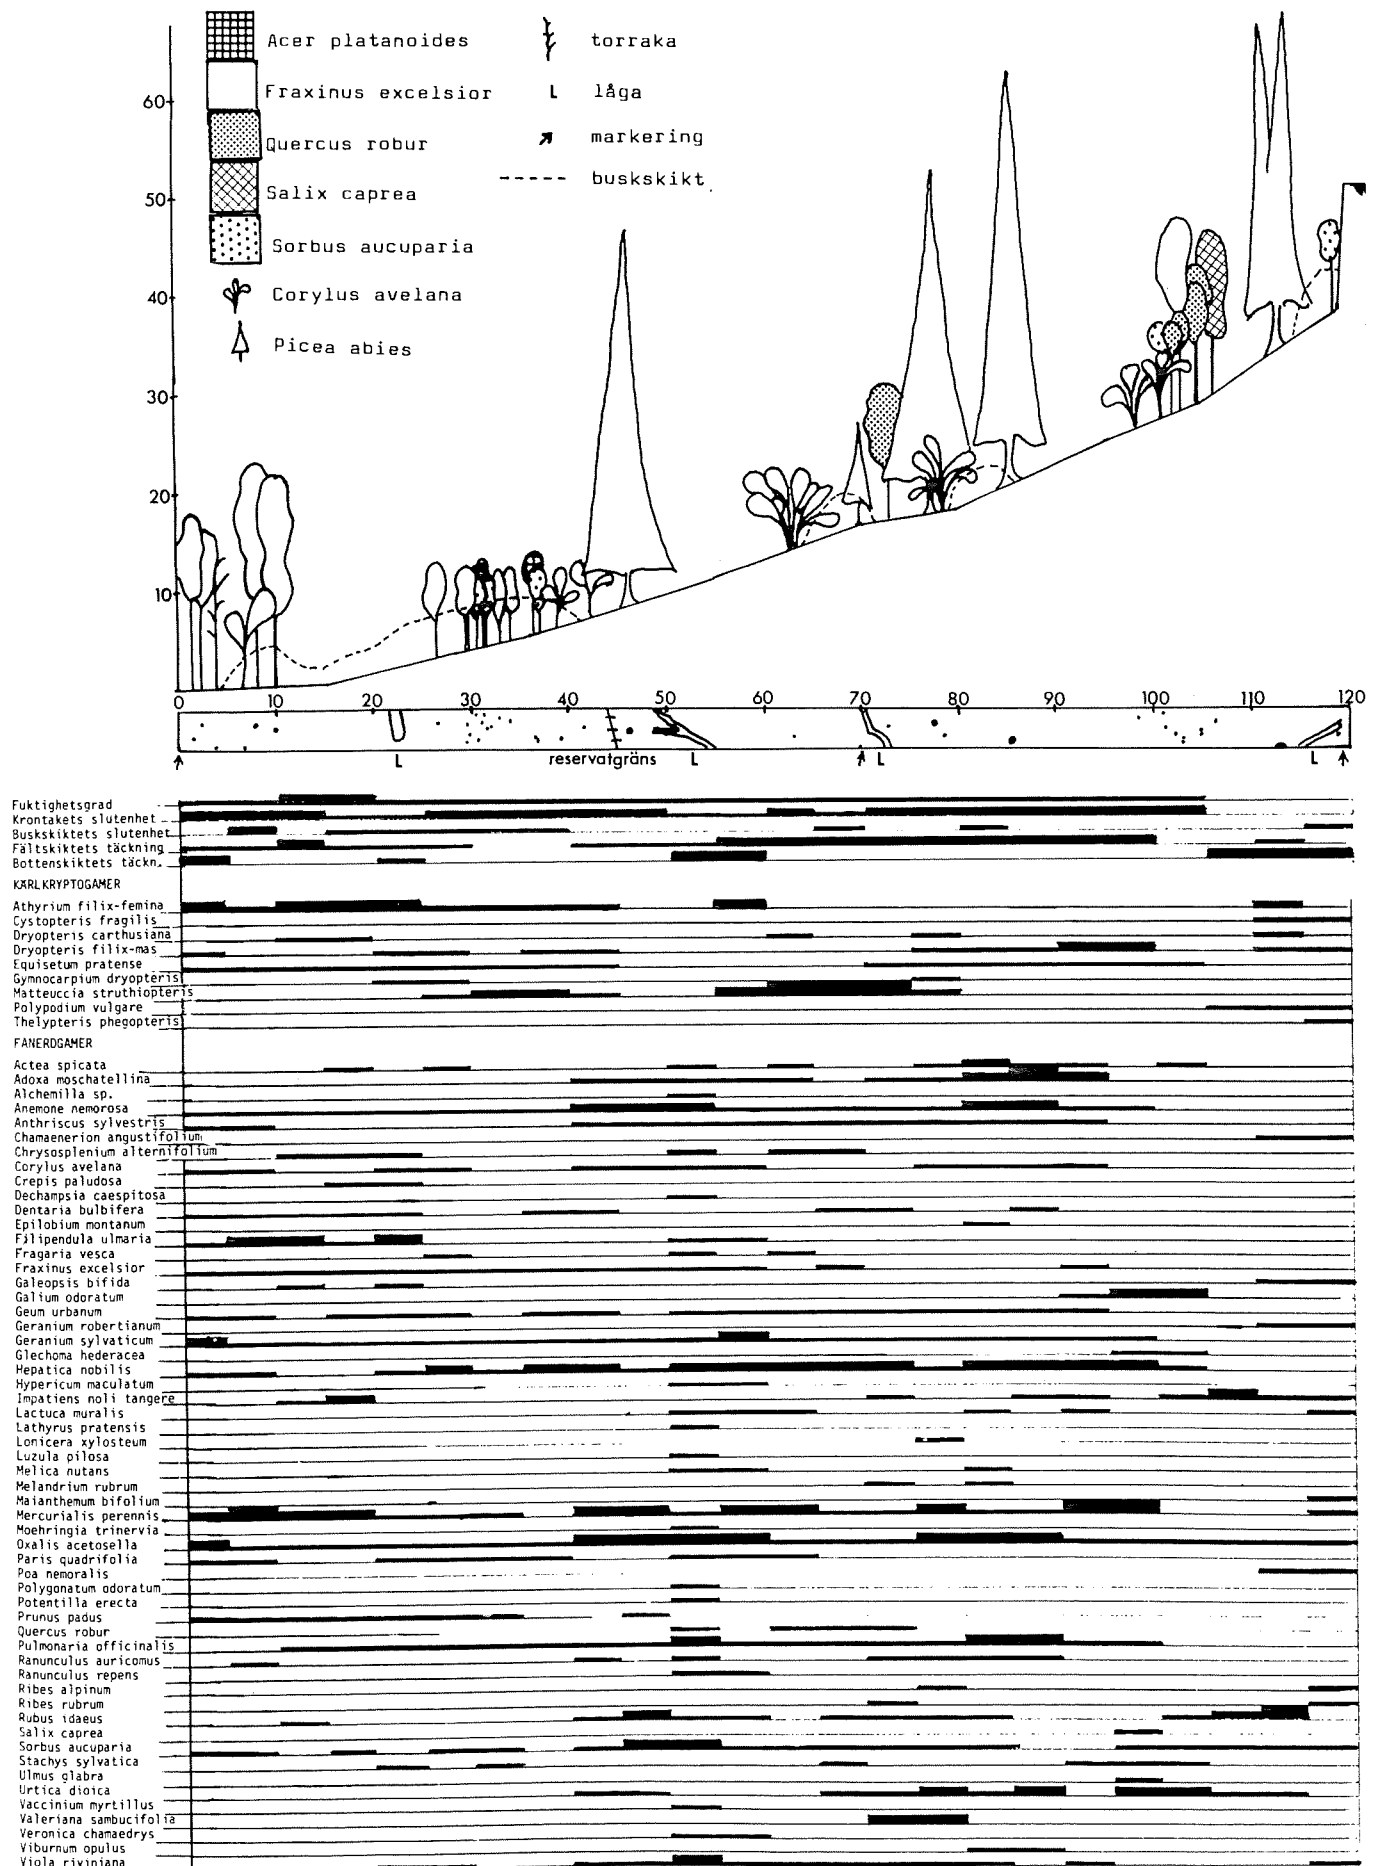 Acer platanoides
Fraxinus excelsior
Quercus robur
Salix caprea
Sorbus aucuparia
Corylus avelana
Picea abies
torraka
L låga
markering
buskskikt
60
50
40
30
20
10
0 10 20 30 40 50 60 70 80 90 100 110 120
L reservatgräns L L L
Fuktighetsgrad
Krontakets slutenhet
Buskskiktets slutenhet
Fältskiktets täckning
Bottenskiktets täckn.
KÄRLKRYPTOGAMER
Athyrium filix-femina
Cystopteris fragilis
Dryopteris carthusiana
Dryopteris filix-mas
Equisetum pratense
Gymnocarpium dryopteris
Matteuccia struthiopteris
Polypodium vulgare
Thelypteris phegopteris
FANEROGAMER
Actea spicata
Adoxa moschatellina
Alchemilla sp.
Anemone nemorosa
Anthriscus sylvestris
Chamaenerion angustifolium
Chrysosplenium alternifolium
Corylus avelana
Crepis paludosa
Dechampsia caespitosa
Dentaria bulbifera
Epilobium montanum
Filipendula ulmaria
Fragaria vesca
Fraxinus excelsior
Galeopsis bifida
Galium odoratum
Geum urbanum
Geranium robertianum
Geranium sylvaticum
Glechoma hederacea
Hepatica nobilis
Hypericum maculatum
Impatiens noli tangere
Lactuca muralis
Lathyrus pratensis
Lonicera xylosteum
Luzula pilosa
Melica nutans
Melandrium rubrum
Maianthemum bifolium
Mercurialis perennis
Moehringia trinervia
Oxalis acetosella
Paris quadrifolia
Poa nemoralis
Polygonatum odoratum
Potentilla erecta
Prunus padus
Quercus robur
Pulmonaria officinalis
Ranunculus auricomus
Ranunculus repens
Ribes alpinum
Ribes rubrum
Rubus idaeus
Salix caprea
Sorbus aucuparia
Stachys sylvatica
Ulmus glabra
Urtica dioica
Vaccinium myrtillus
Valeriana sambucifolia
Veronica chamaedrys
Viburnum opulus
Viola riviniana